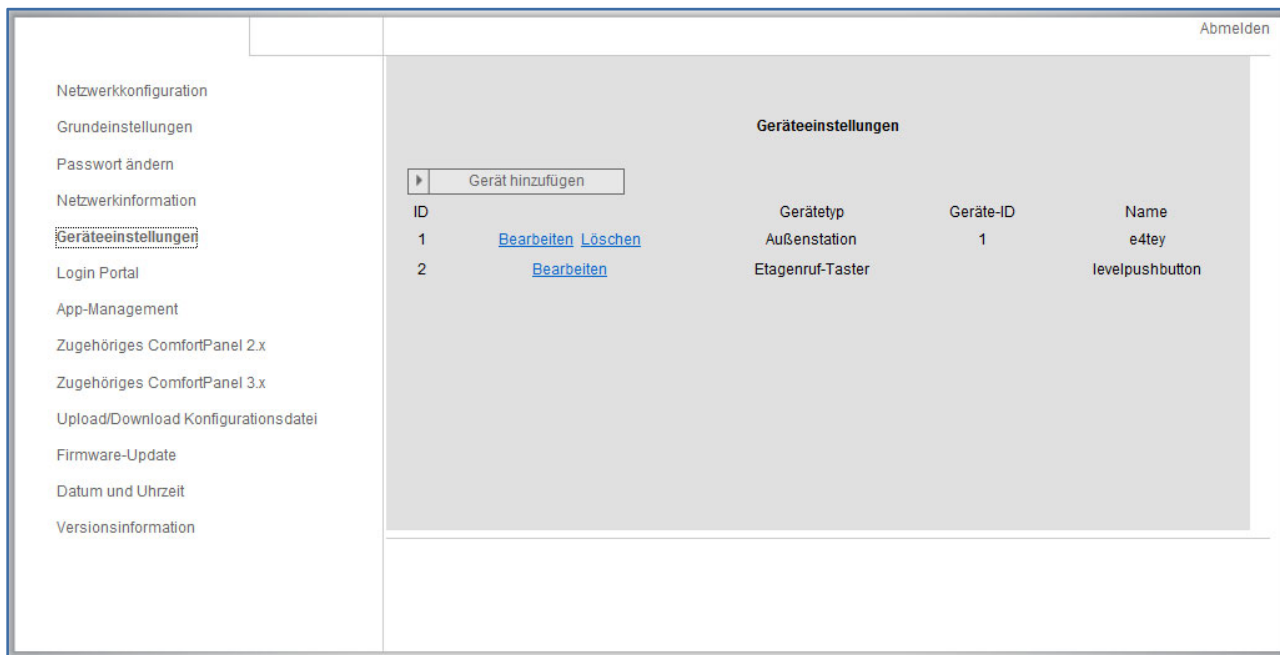 Abmelden
Netzwerkkonfiguration
Grundeinstellungen
Passwort ändern
Netzwerkinformation
Geräteeinstellungen
Login Portal
App-Management
Zugehöriges ComfortPanel 2.x
Zugehöriges ComfortPanel 3.x
Upload/Download Konfigurationsdatei
Firmware-Update
Datum und Uhrzeit
Versionsinformation
Geräteeinstellungen
Gerät hinzufügen
ID Gerätetyp Geräte-ID Name
1 Bearbeiten Löschen Außenstation 1 e4tey
2 Bearbeiten Etagenruf-Taster levelpushbutton